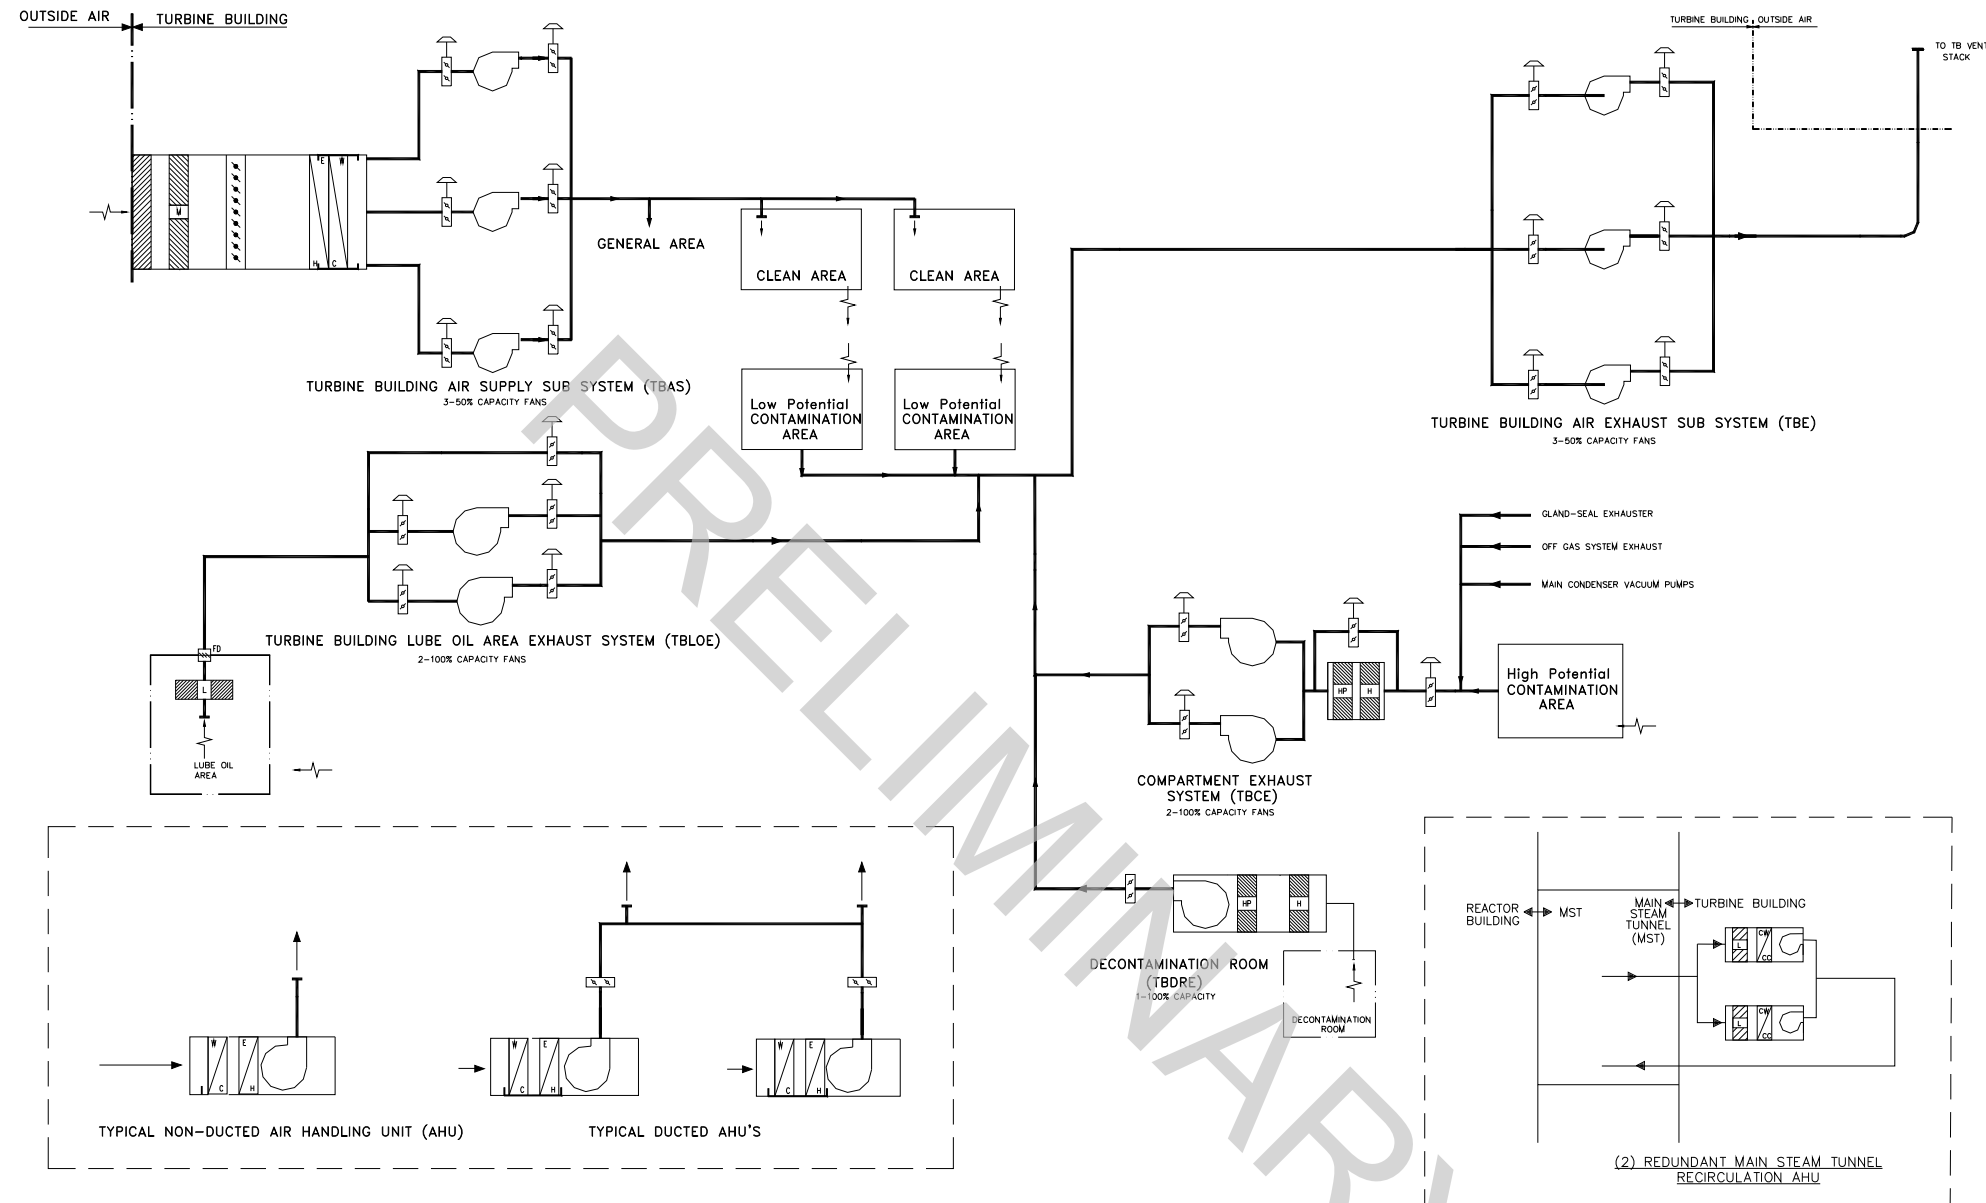 OUTSIDE AIR
TURBINE BUILDING
TURBINE BUILDING
OUTSIDE AIR
TO TB VENT
STACK
E
W
M
H
C
GENERAL AREA
CLEAN AREA
CLEAN AREA
TURBINE BUILDING AIR SUPPLY SUB SYSTEM (TBAS)
3-50% CAPACITY FANS
Low Potential
CONTAMINATION
AREA
Low Potential
CONTAMINATION
AREA
TURBINE BUILDING AIR EXHAUST SUB SYSTEM (TBE)
3-50% CAPACITY FANS
GLAND-SEAL EXHAUSTER
OFF GAS SYSTEM EXHAUST
MAIN CONDENSER VACUUM PUMPS
TURBINE BUILDING LUBE OIL AREA EXHAUST SYSTEM (TBLOE)
2-100% CAPACITY FANS
FD
L
LUBE OIL
AREA
HP
H
High Potential
CONTAMINATION
AREA
COMPARTMENT EXHAUST
SYSTEM (TBCE)
2-100% CAPACITY FANS
HP
H
DECONTAMINATION ROOM
(TBDRE)
1-100% CAPACITY
DECONTAMINATION
ROOM
REACTOR
BUILDING
MST
MAIN
STEAM
TUNNEL
(MST)
TURBINE BUILDING
L
CW
CC
L
CW
CC
(2) REDUNDANT MAIN STEAM TUNNEL
RECIRCULATION AHU
W
C
E
H
W
C
E
H
W
C
E
H
TYPICAL NON-DUCTED AIR HANDLING UNIT (AHU)
TYPICAL DUCTED AHU'S
PRELIMINARY